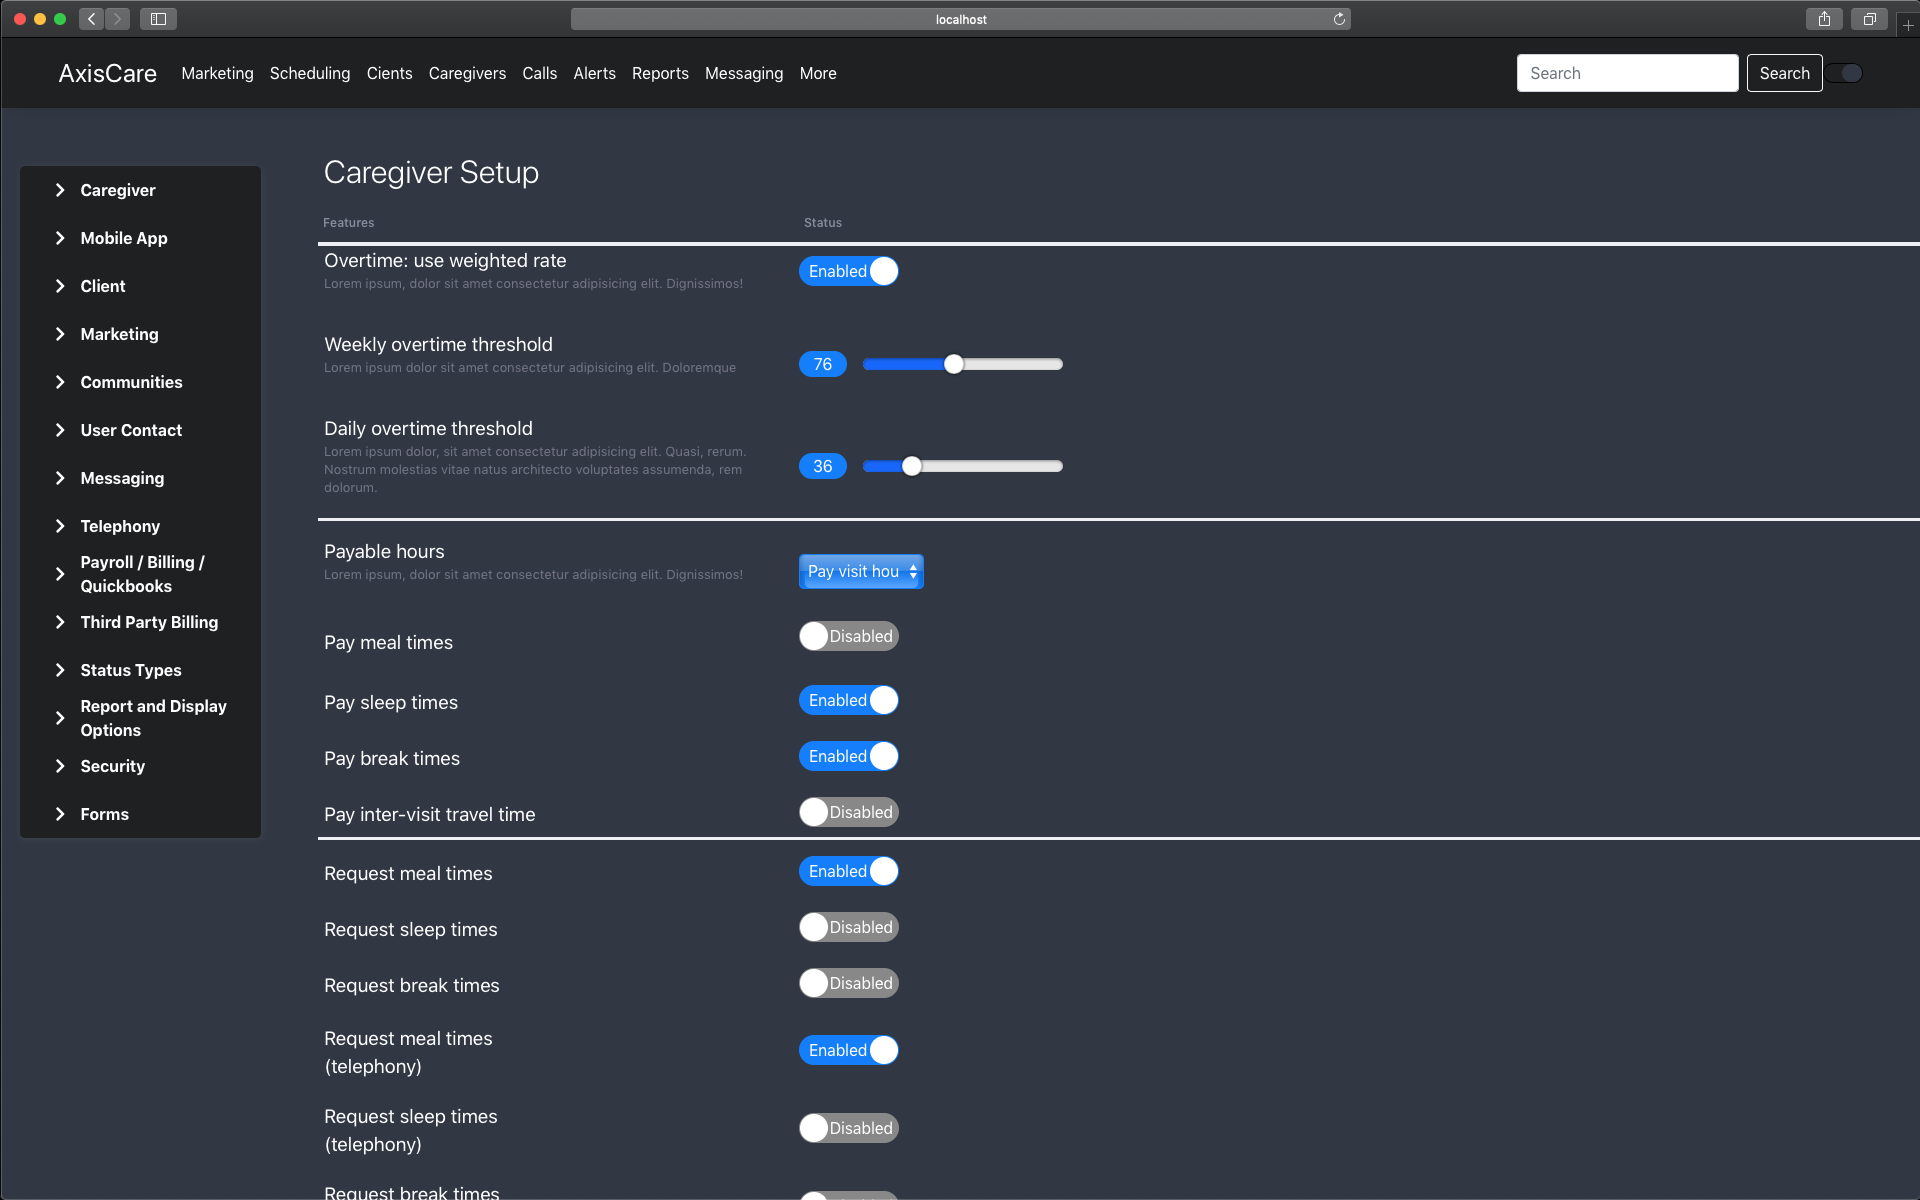 localhost
AxisCare Marketing Scheduling Cients Caregivers Calls Alerts Reports Messaging More Search Search
Caregiver
Mobile App
Client
Marketing
Communities
User Contact
Messaging
Telephony
Payroll / Billing /
Quickbooks
Third Party Billing
Status Types
Report and Display
Options
Security
Forms
Caregiver Setup
Features Status
Overtime: use weighted rate
Lorem ipsum, dolor sit amet consectetur adipisicing elit. Dignissimos!
Enabled
Weekly overtime threshold
Lorem ipsum dolor sit amet consectetur adipisicing elit. Doloremque
76
Daily overtime threshold
Lorem ipsum dolor, sit amet consectetur adipisicing elit. Quasi, rerum.
Nostrum molestias vitae natus architecto voluptates assumenda, rem
dolorum.
36
Payable hours
Lorem ipsum, dolor sit amet consectetur adipisicing elit. Dignissimos!
Pay visit hou
Pay meal times
Disabled
Pay sleep times
Enabled
Pay break times
Enabled
Pay inter-visit travel time
Disabled
Request meal times
Enabled
Request sleep times
Disabled
Request break times
Disabled
Request meal times
(telephony)
Enabled
Request sleep times
(telephony)
Disabled
Request break times